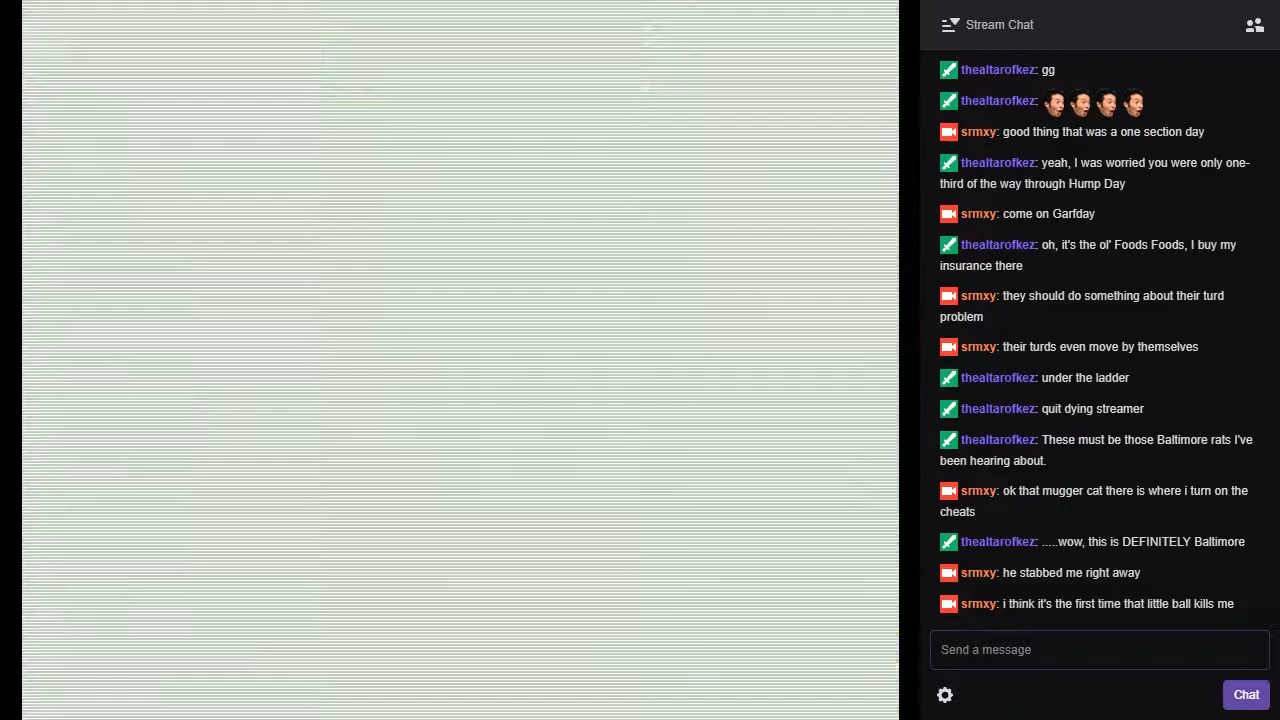 Stream Chat
thealtarofkez: gg
thealtarofkez:
srmxy: good thing that was a one section day
thealtarofkez: yeah, I was worried you were only one-
third of the way through Hump Day
srmxy: come on Garfday
thealtarofkez: oh, it's the ol' Foods Foods, I buy my
insurance there
srmxy: they should do something about their turd
problem
srmxy: their turds even move by themselves
thealtarofkez: under the ladder
thealtarofkez: quit dying streamer
thealtarofkez: These must be those Baltimore rats I've
been hearing about.
srmxy: ok that mugger cat there is where i turn on the
cheats
thealtarofkez: .....wow, this is DEFINITELY Baltimore
srmxy: he stabbed me right away
srmxy: i think it's the first time that little ball kills me
Send a message
Chat